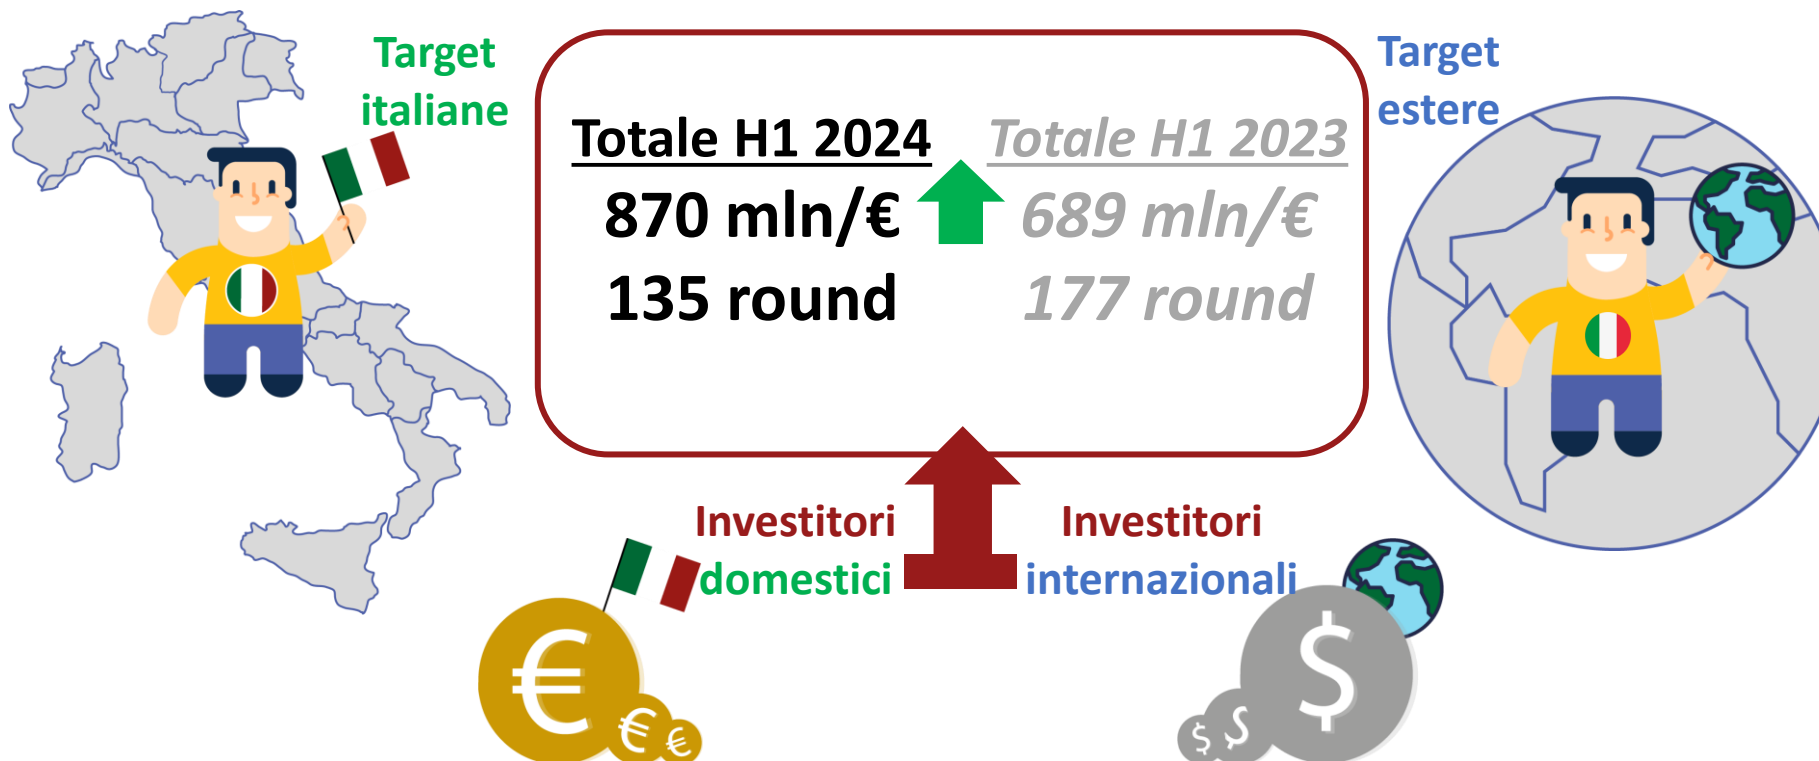 Target
italiane
Totale H1 2024
870 mln/€
135 round
Totale H1 2023
689 mln/€
177 round
Target
estere
Investitori
domestici
Investitori
internazionali
€
€
€
$
$
$